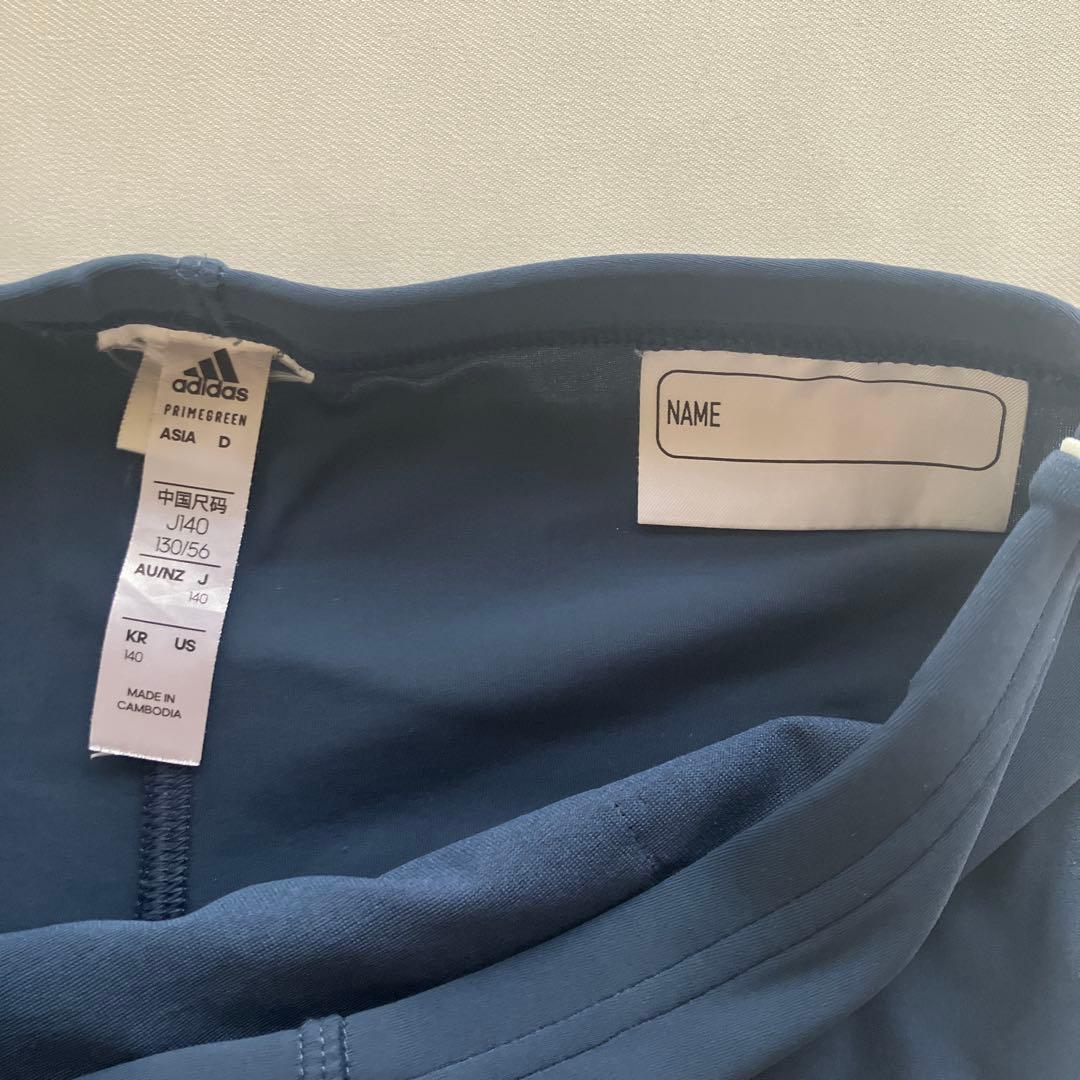 adidas
PRIMEGREEN
ASIA D
中国尺码
J140
130/56
AU/NZ J
140
KR US
140
MADE IN
CAMBODIA
NAME